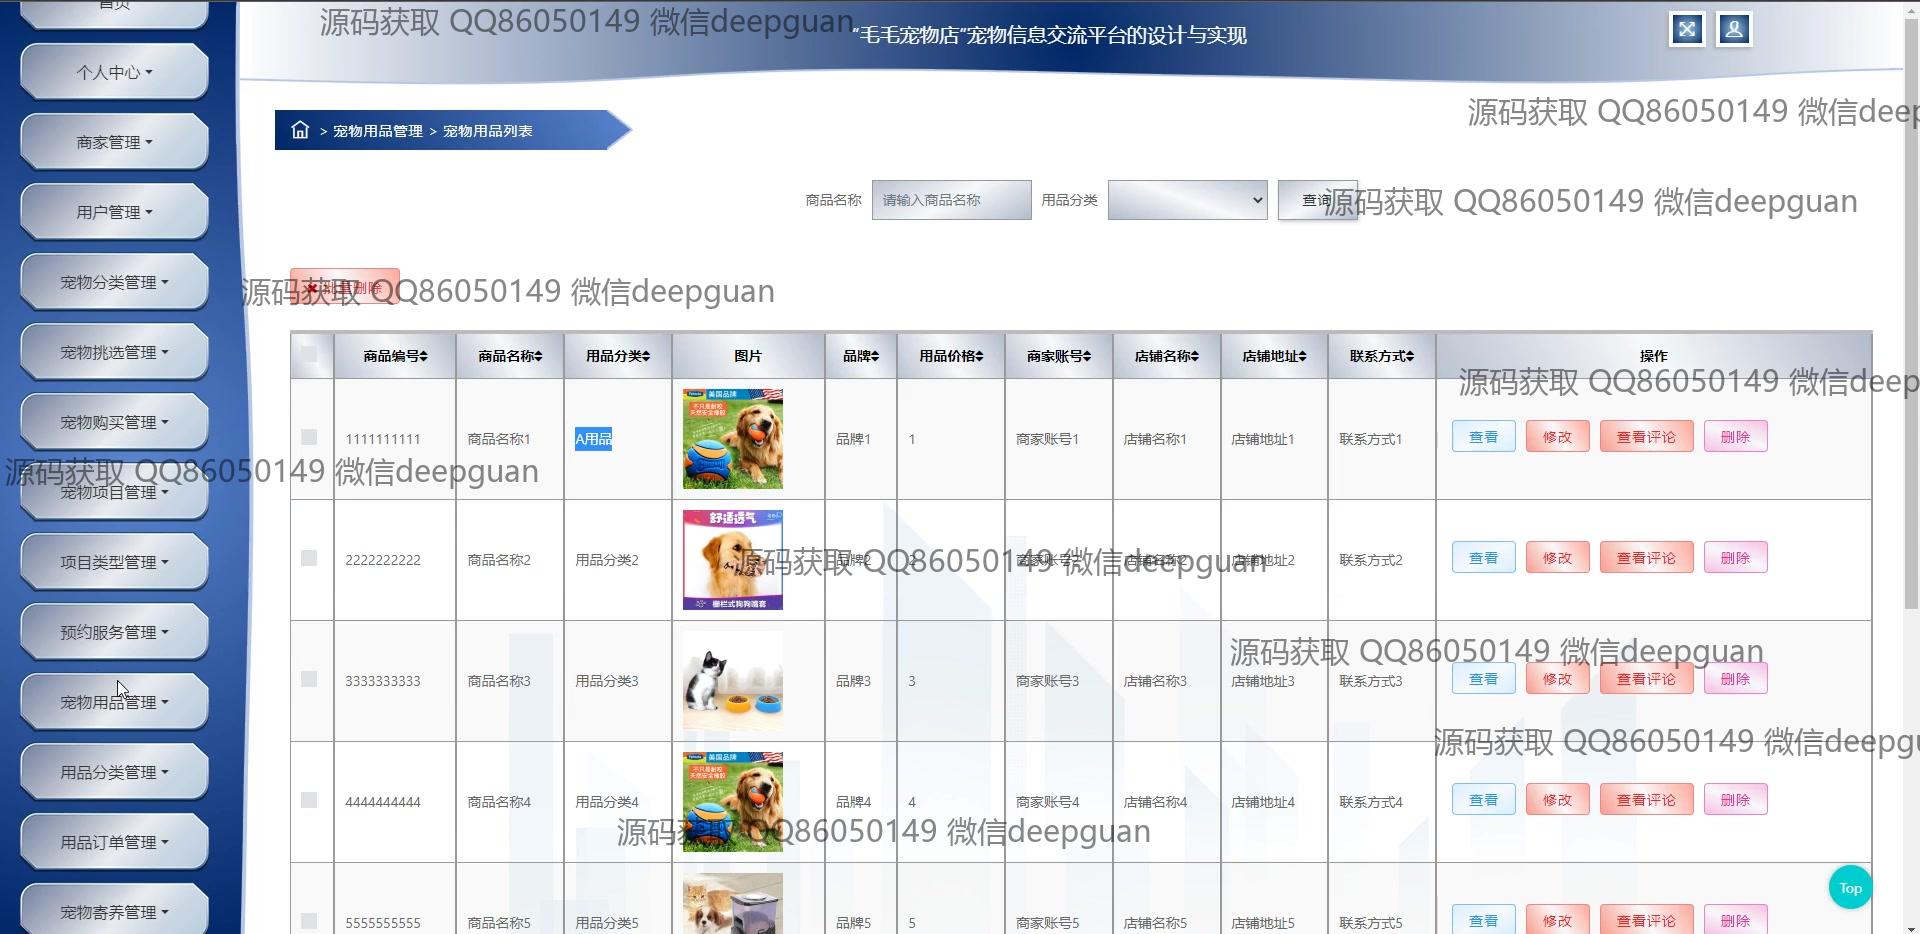 首页
个人中心
商家管理
用户管理
宠物分类管理
宠物挑选管理
宠物购买管理
宠物项目管理
项目类型管理
预约服务管理
宠物用品管理
用品分类管理
用品订单管理
宠物寄养管理
"毛毛宠物店"宠物信息交流平台的设计与实现
> 宠物用品管理 > 宠物用品列表
商品名称 请输入商品名称 用品分类 查询
批量删除
商品编号 商品名称 用品分类 图片 品牌 用品价格 商家账号 店铺名称 店铺地址 联系方式 操作
1111111111 商品名称1 A用品 品牌1 1 商家账号1 店铺名称1 店铺地址1 联系方式1 查看 修改 查看评论 删除
美国品牌
2222222222 商品名称2 用品分类2 品牌2 2 商家账号2 店铺名称2 店铺地址2 联系方式2 查看 修改 查看评论 删除
舒适透气
栅栏式狗狗嘴套
3333333333 商品名称3 用品分类3 品牌3 3 商家账号3 店铺名称3 店铺地址3 联系方式3 查看 修改 查看评论 删除
4444444444 商品名称4 用品分类4 品牌4 4 商家账号4 店铺名称4 店铺地址4 联系方式4 查看 修改 查看评论 删除
美国品牌
5555555555 商品名称5 用品分类5 品牌5 5 商家账号5 店铺名称5 店铺地址5 联系方式5 查看 修改 查看评论 删除
Top
源码获取 QQ86050149 微信deepguan
源码获取 QQ86050149 微信deep
源码获取 QQ86050149 微信deepguan
源码获取 QQ86050149 微信deepguan
源码获取 QQ86050149 微信deep
源码获取 QQ86050149 微信deepguan
源码获取 QQ86050149 微信deepguan
源码获取 QQ86050149 微信deepguan
源码获取 QQ86050149 微信deepgu
源码获取 QQ86050149 微信deepguan